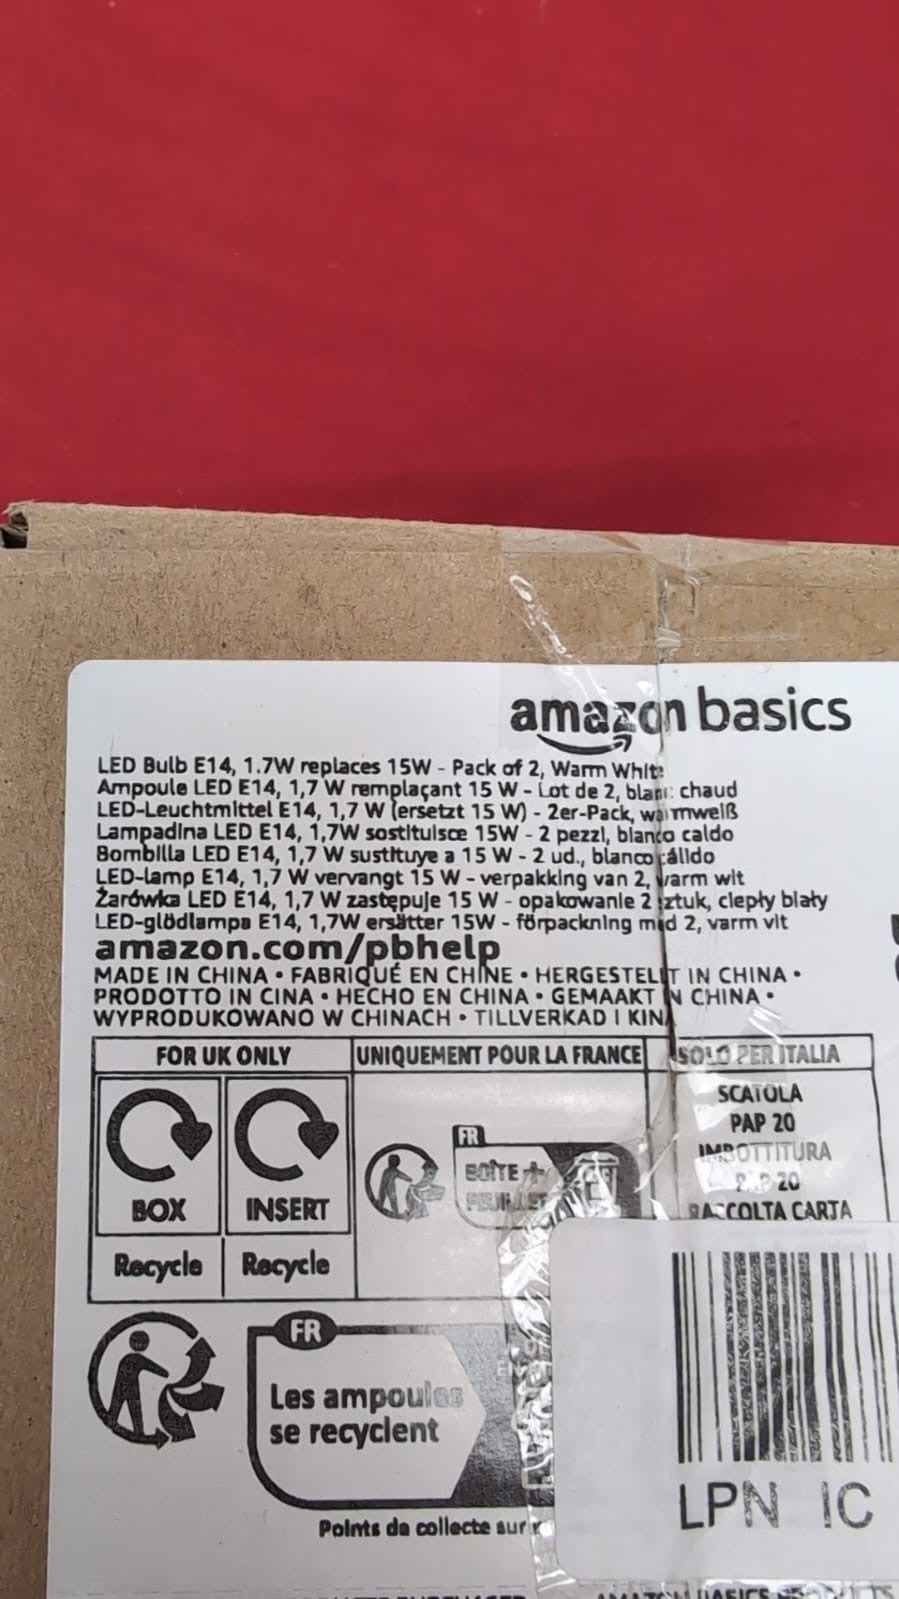 amazon basics
LED Bulb E14, 1.7W replaces 15W - Pack of 2, Warm White
Ampoule LED E14, 1,7 W remplaçant 15 W - Lot de 2, blanc chaud
LED-Leuchtmittel E14, 1,7 W (ersetzt 15 W) - 2er-Pack, warmweiß
Lampadina LED E14, 1,7W sostituisce 15W - 2 pezzi, bianco caldo
Bombilla LED E14, 1,7 W sustituye a 15 W - 2 ud., blanco cálido
LED-lamp E14, 1,7 W vervangt 15 W - verpakking van 2, warm wit
Żarówka LED E14, 1,7 W zastępuje 15 W - opakowanie 2 sztuk, ciepły biały
LED-glödlampa E14, 1,7W ersätter 15W - förpackning med 2, varm vit
amazon.com/pbhelp
MADE IN CHINA • FABRIQUÉ EN CHINE • HERGESTELLT IN CHINA •
PRODOTTO IN CINA • HECHO EN CHINA • GEMAAKT IN CHINA •
WYPRODUKOWANO W CHINACH • TILLVERKAD I KINA
FOR UK ONLY
BOX
INSERT
Recycle
Recycle
UNIQUEMENT POUR LA FRANCE
FR
BOÎTE +
SOLO PER ITALIA
SCATOLA
PAP 20
IMBOTTITURA
PAP 20
RACCOLTA CARTA
FR
Les ampoules
se recyclent
Points de collecte sur
LPN IC